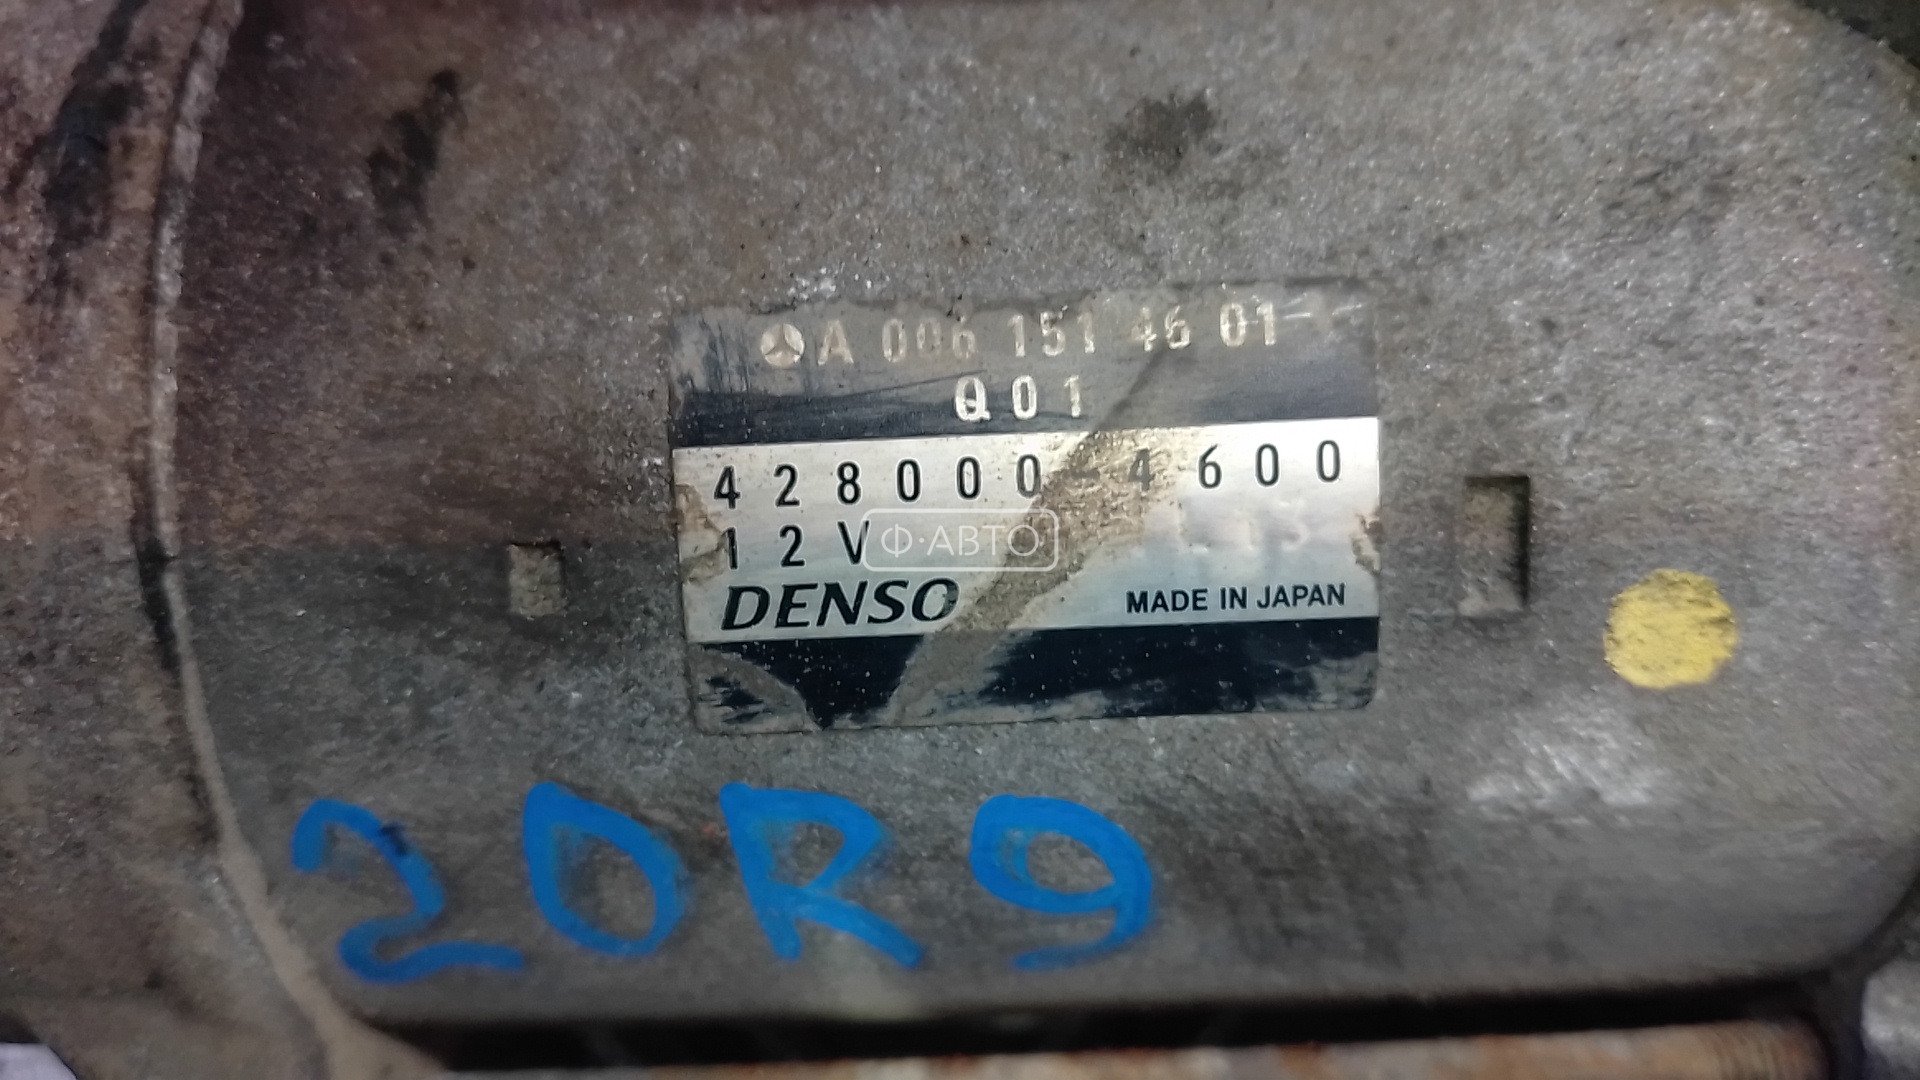 A 006 151 46 01
Q01
428000-4600
12V
Ф·АВТО
DENSO
MADE IN JAPAN
20R9